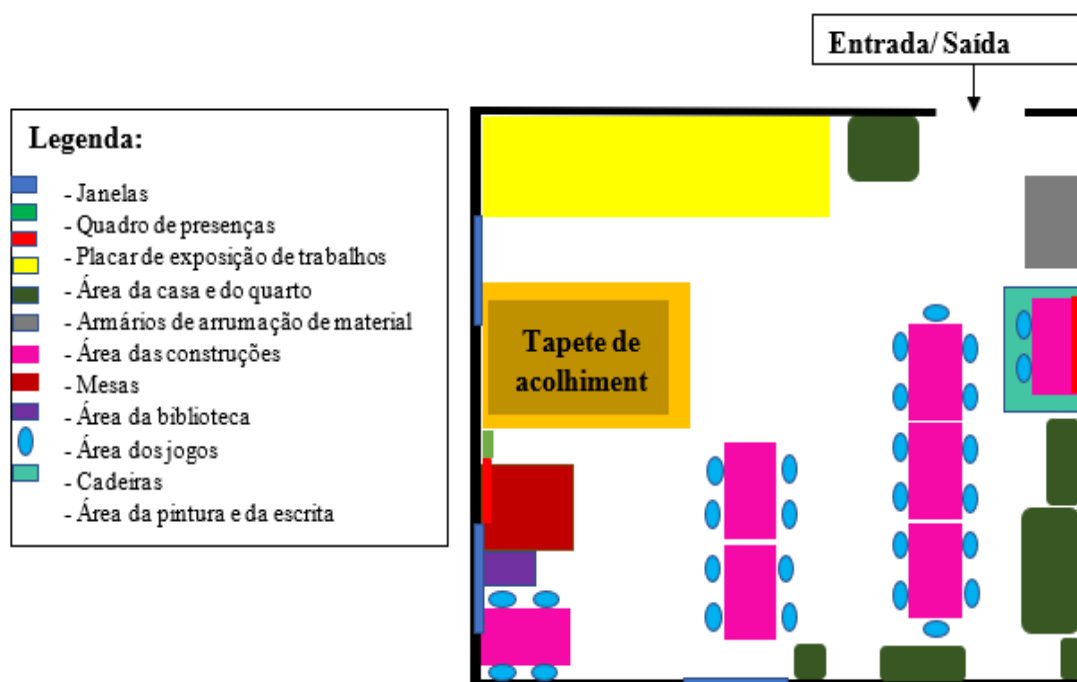 Entrada/ Saída
Legenda:
- Janelas
- Quadro de presenças
- Placar de exposição de trabalhos
- Área da casa e do quarto
- Armários de arrumação de material
- Área das construções
- Mesas
- Área da biblioteca
- Área dos jogos
- Cadeiras
- Área da pintura e da escrita
Tapete de
acolhiment